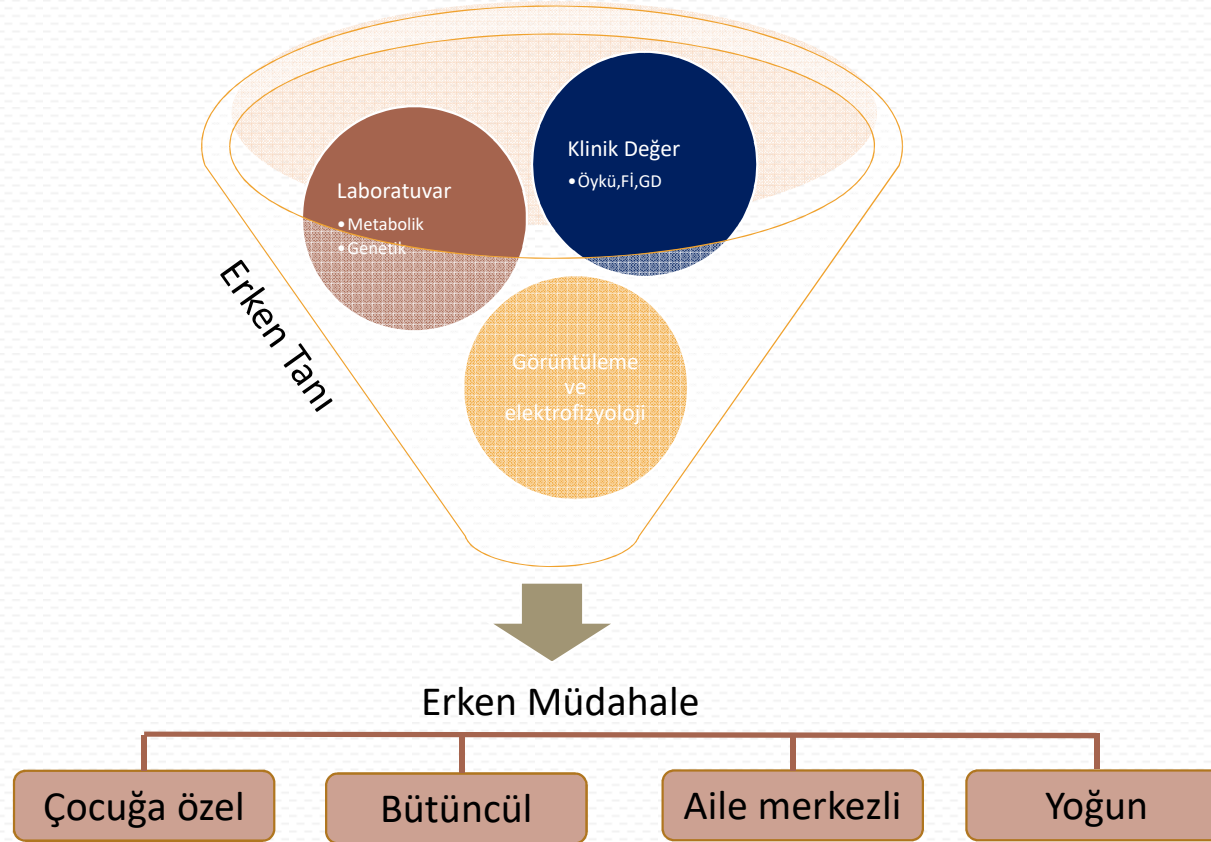 Klinik Değer
•Öykü,Fİ,GD
Laboratuvar
•Metabolik
•Genetik
Erken Tanı
Görüntüleme
ve
elektrofizyoloji
Erken Müdahale
Çocuğa özel
Bütüncül
Aile merkezli
Yoğun